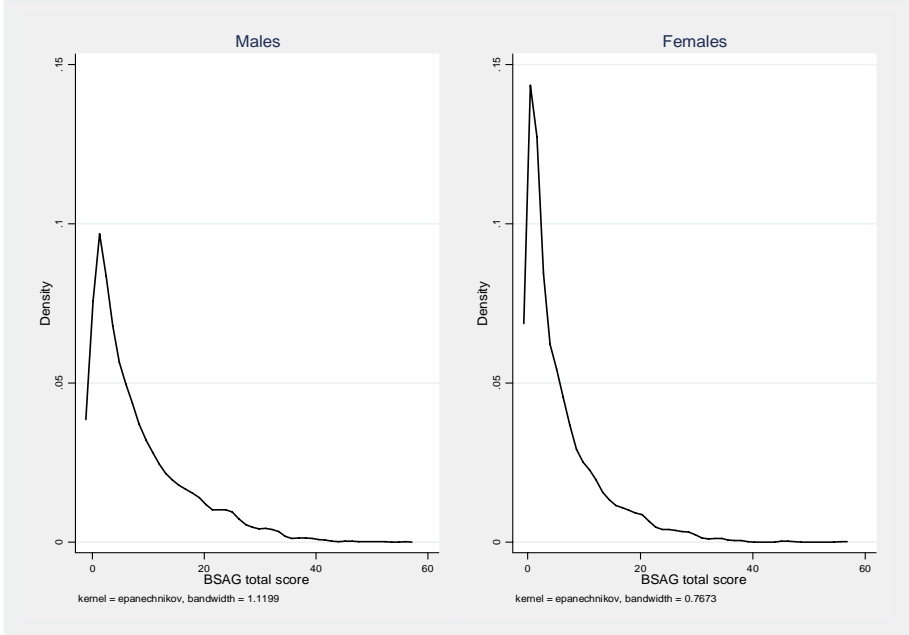 Males
.15
.1
.05
0
Density
0 20 40 60
BSAG total score
kernel = epanechnikov, bandwidth = 1.1199
Females
.15
.1
.05
0
Density
0 20 40 60
BSAG total score
kernel = epanechnikov, bandwidth = 0.7673